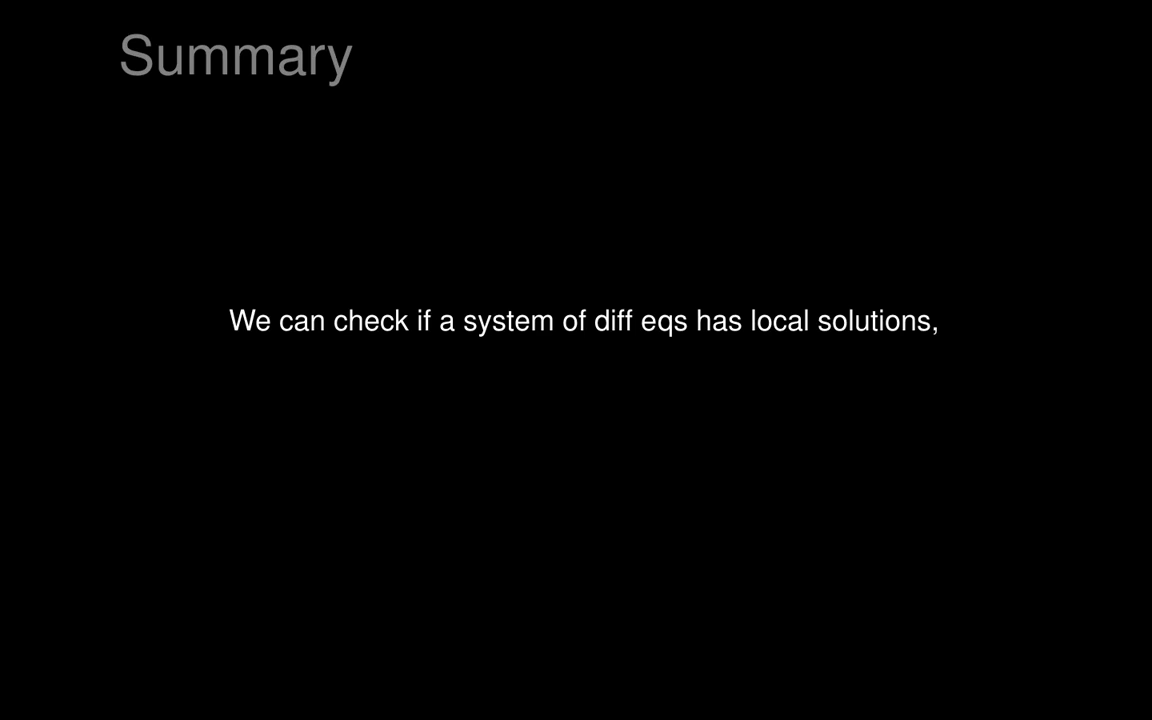 Summary
We can check if a system of diff eqs has local solutions,